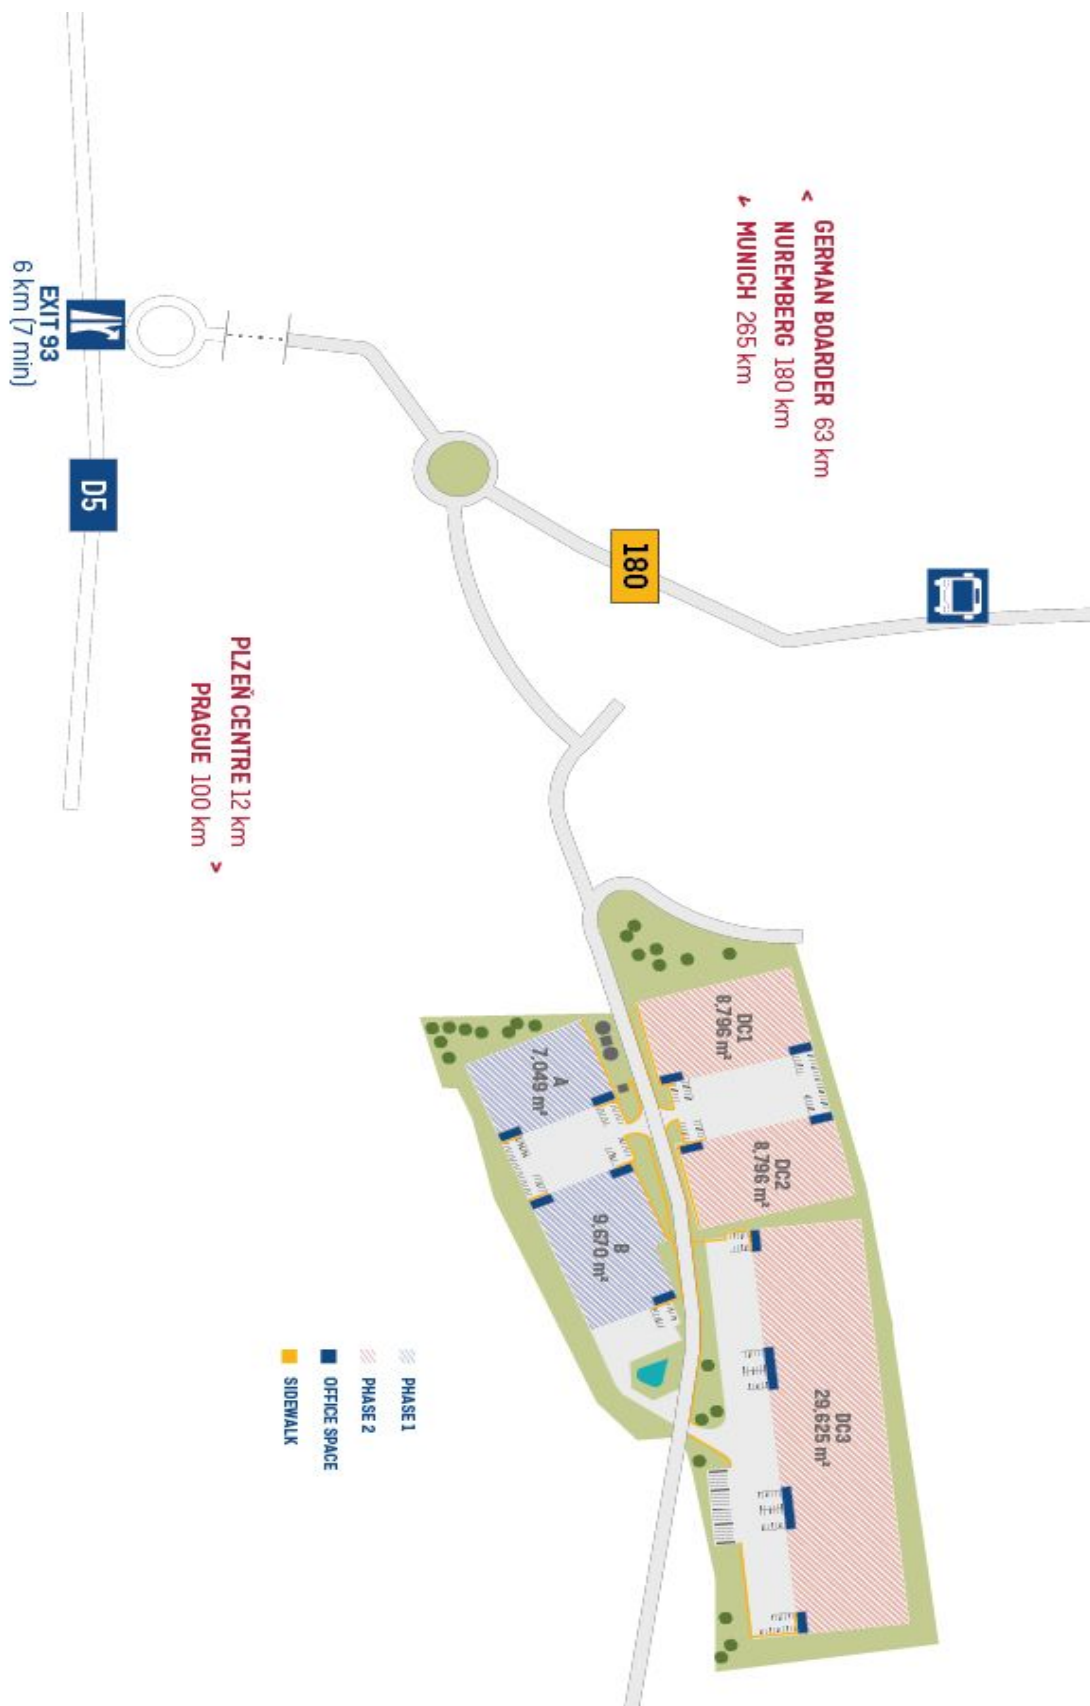 < GERMAN BOARDER 63 km
NUREMBERG 180 km
MUNICH 265 km
180
EXIT 93
6 km (7 min)
D5
PLZEŇ CENTRE 12 km
PRAGUE 100 km >
DC1
8,796 m²
DC2
8,796 m²
DC3
29,625 m²
A
7,049 m²
B
9,670 m²
PHASE 1
PHASE 2
OFFICE SPACE
SIDEWALK